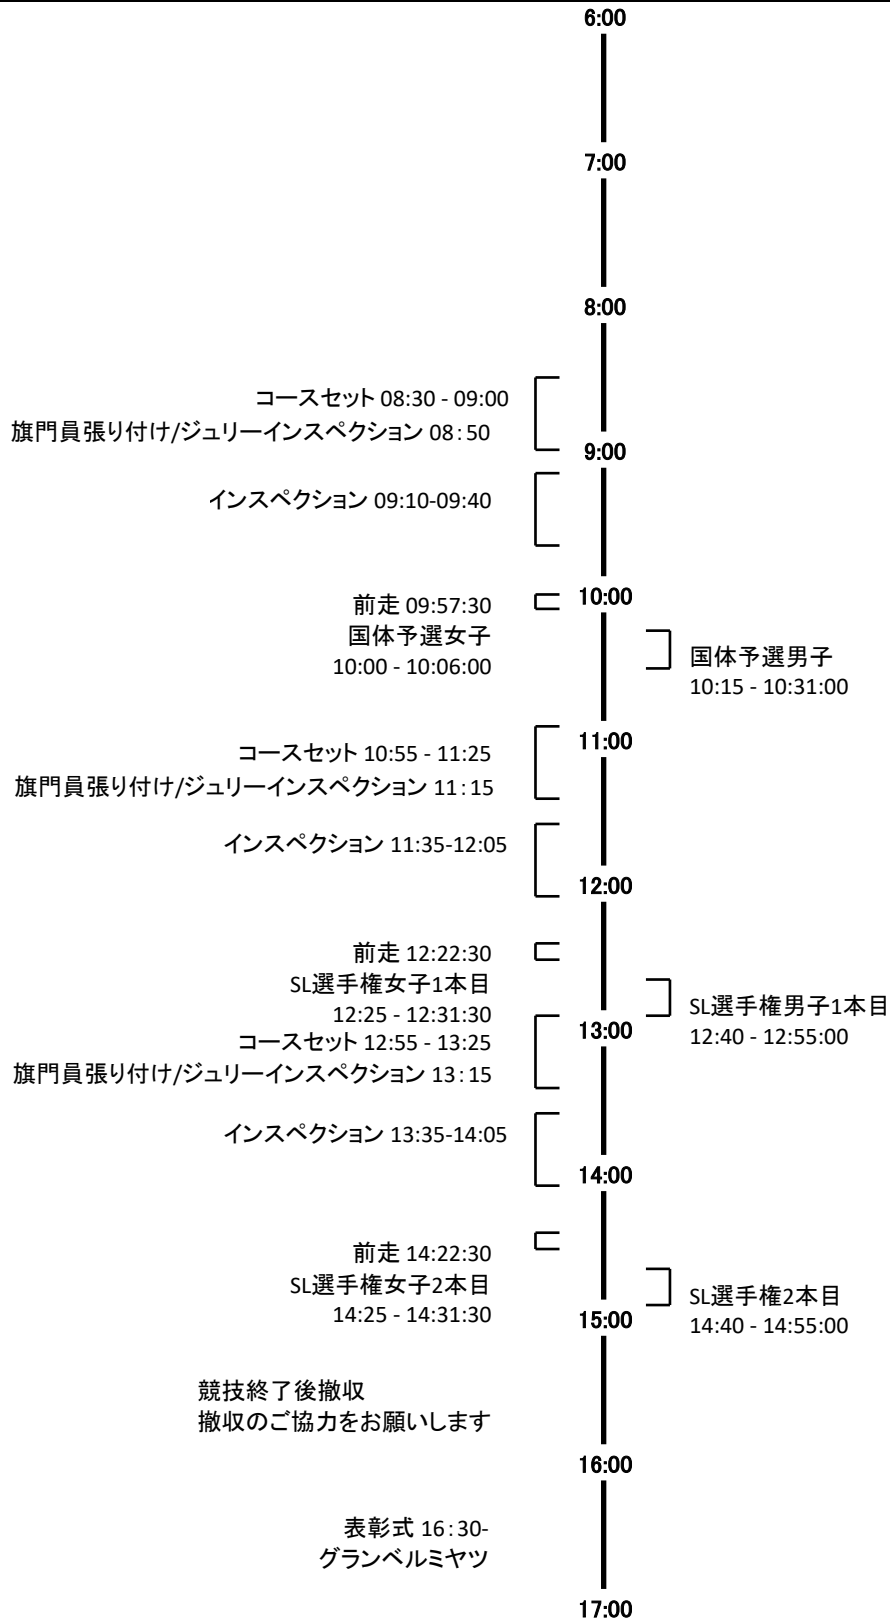 6:00
7:00
8:00
コースセット 08:30 - 09:00
旗門員張り付け/ジュリーインスペクション 08：50
9:00
インスペクション 09:10-09:40
10:00
前走 09:57:30
国体予選女子
10:00 - 10:06:00
国体予選男子
10:15 - 10:31:00
11:00
コースセット 10:55 - 11:25
旗門員張り付け/ジュリーインスペクション 11：15
インスペクション 11:35-12:05
12:00
前走 12:22:30
SL選手権女子1本目
12:25 - 12:31:30
SL選手権男子1本目
12:40 - 12:55:00
13:00
コースセット 12:55 - 13:25
旗門員張り付け/ジュリーインスペクション 13：15
インスペクション 13:35-14:05
14:00
前走 14:22:30
SL選手権女子2本目
14:25 - 14:31:30
SL選手権2本目
14:40 - 14:55:00
15:00
競技終了後撤収
撤収のご協力をお願いします
16:00
表彰式 16：30-
グランベルミヤツ
17:00